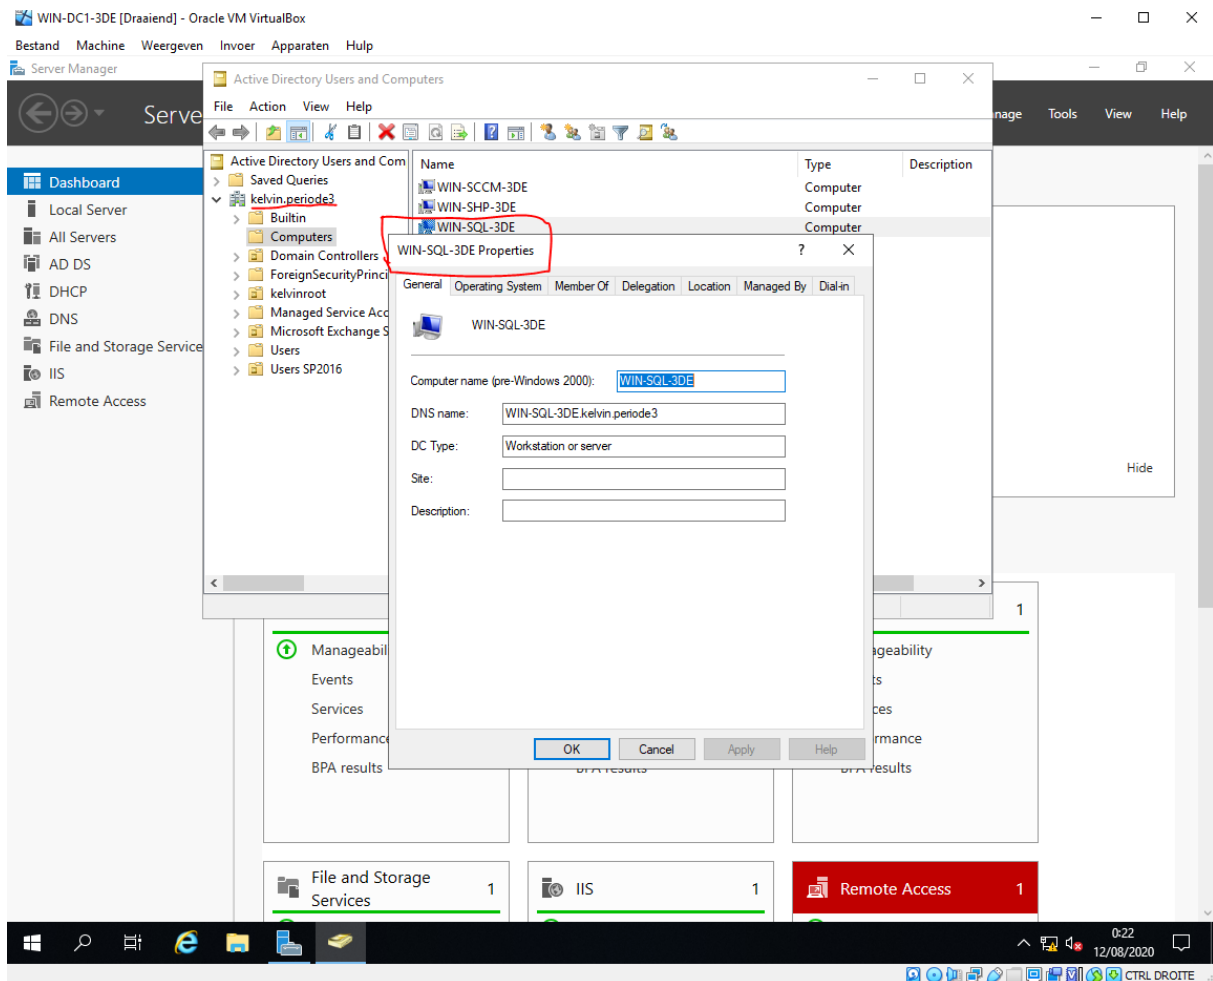 WIN-DC1-3DE [Draaiend] - Oracle VM VirtualBox
Bestand Machine Weergeven Invoer Apparaten Hulp
Server Manager
Active Directory Users and Computers
Serve
File Action View Help
Tools View Help
Active Directory Users and Com
Name Type Description
Saved Queries
kelvin.periode3
Builtin
Computers
Domain Controllers
ForeignSecurityPrinci
kelvinroot
Managed Service Acc
Microsoft Exchange S
Users
Users SP2016
WIN-SCCM-3DE Computer
WIN-SHP-3DE Computer
WIN-SQL-3DE Computer
Dashboard
Local Server
All Servers
AD DS
DHCP
DNS
File and Storage Service
IIS
Remote Access
WIN-SQL-3DE Properties ?
General Operating System Member Of Delegation Location Managed By Dial-in
WIN-SQL-3DE
Computer name (pre-Windows 2000): WIN-SQL-3DE
DNS name: WIN-SQL-3DE.kelvin.periode3
DC Type: Workstation or server
Site:
Description:
OK Cancel Apply Help
Hide
1
Manageabil
Events
Services
Performance
BPA results
BPA results
ageability
ts
ces
rmance
BPA results
File and Storage Services 1
IIS 1
Remote Access 1
0:22
12/08/2020
CTRL DROITE